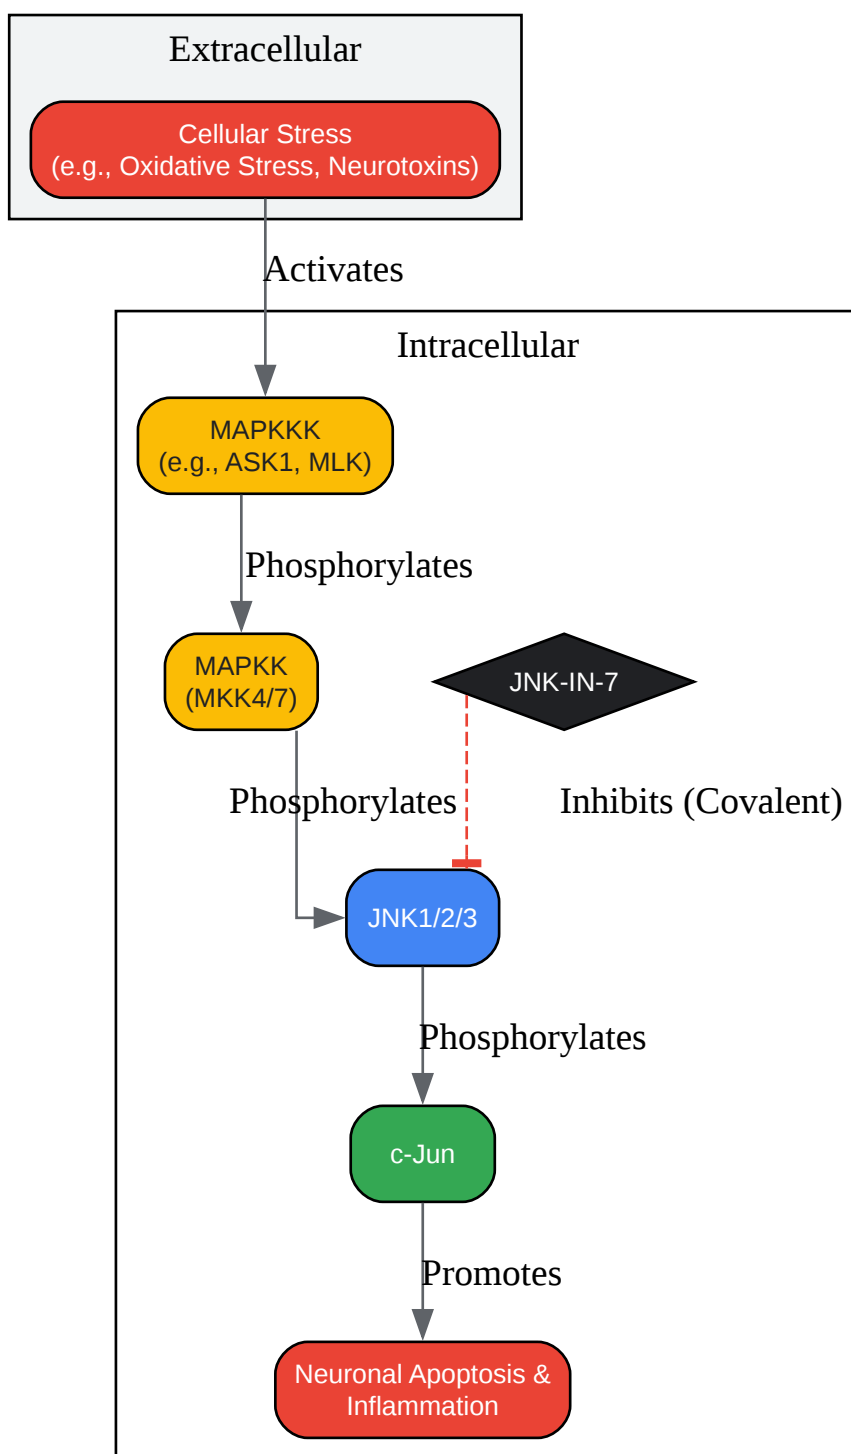 Extracellular
Cellular Stress
(e.g., Oxidative Stress, Neurotoxins)
Activates
Intracellular
MAPKKK
(e.g., ASK1, MLK)
Phosphorylates
MAPKK
(MKK4/7)
JNK-IN-7
Phosphorylates
Inhibits (Covalent)
JNK1/2/3
Phosphorylates
c-Jun
Promotes
Neuronal Apoptosis &
Inflammation